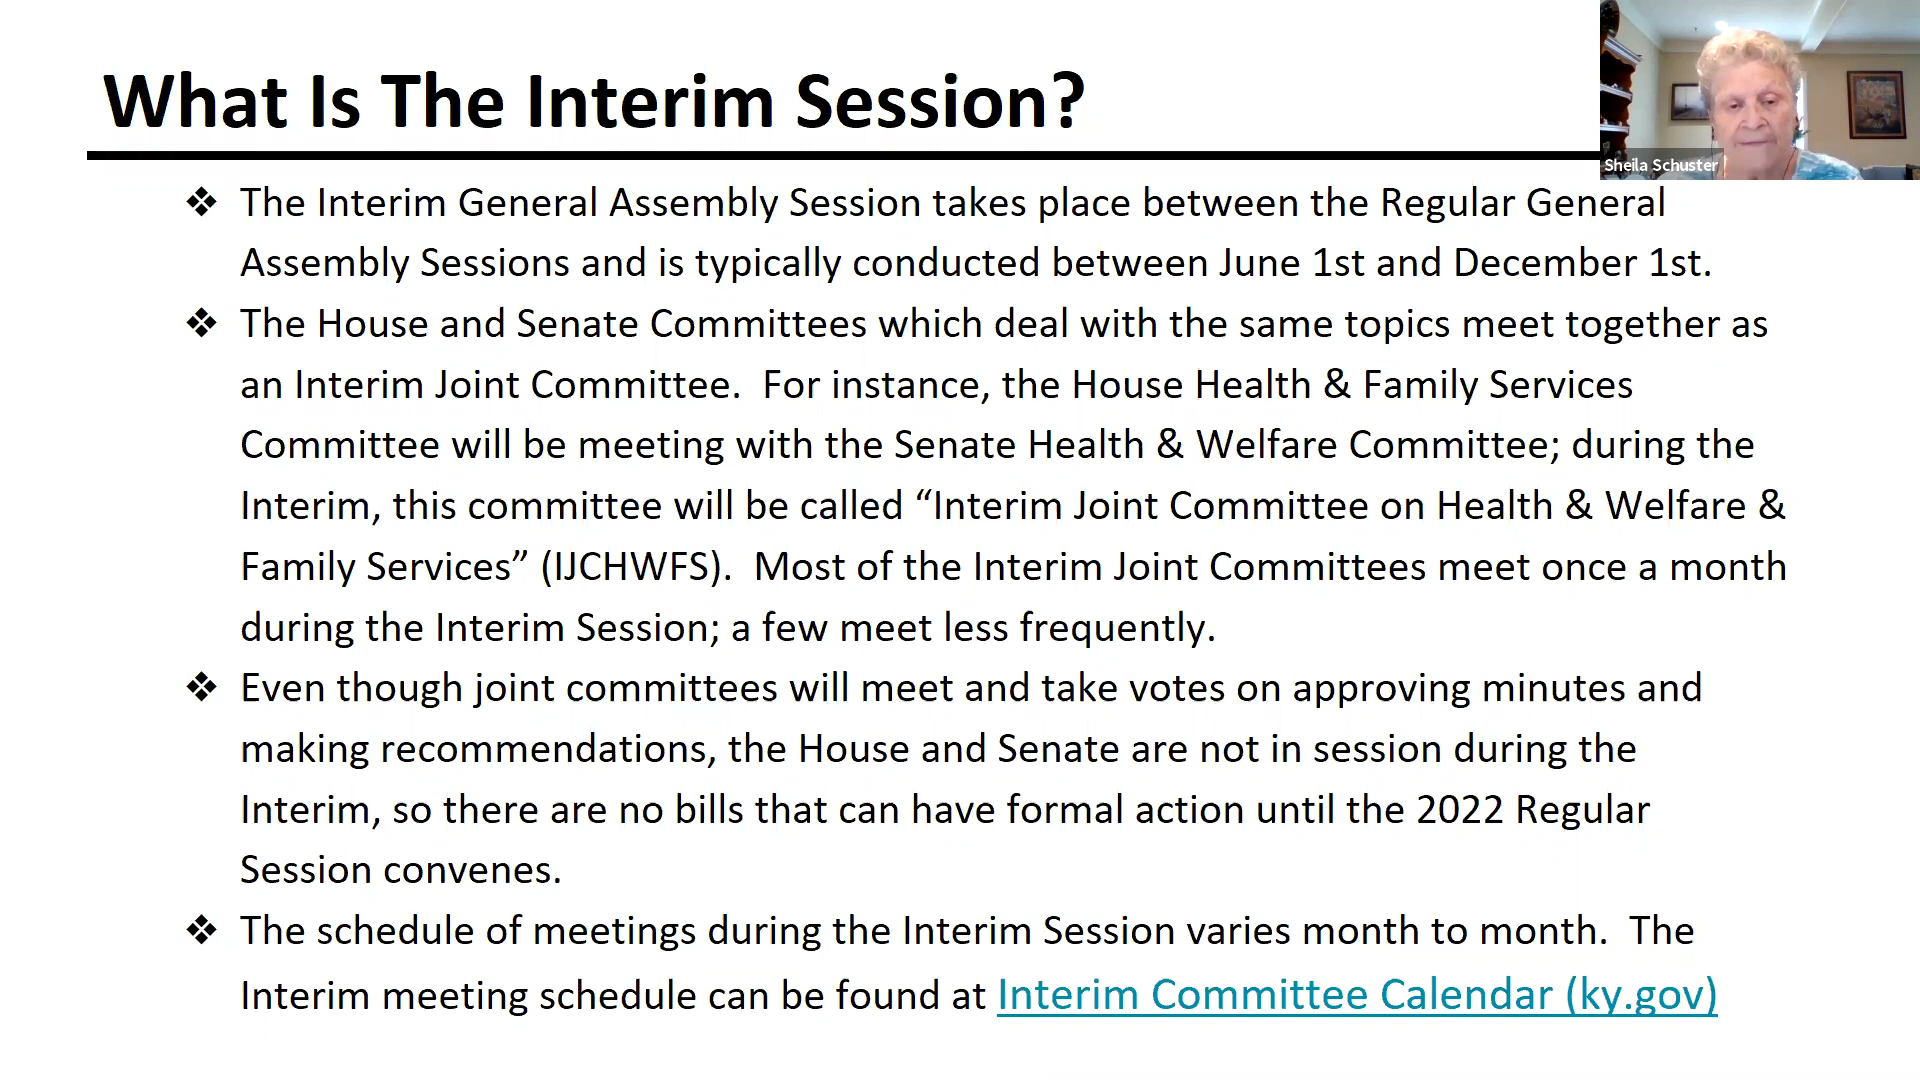 What Is The Interim Session?
Sheila Schuster
❖ The Interim General Assembly Session takes place between the Regular General
Assembly Sessions and is typically conducted between June 1st and December 1st.
❖ The House and Senate Committees which deal with the same topics meet together as
an Interim Joint Committee.  For instance, the House Health & Family Services
Committee will be meeting with the Senate Health & Welfare Committee; during the
Interim, this committee will be called “Interim Joint Committee on Health & Welfare &
Family Services” (IJCHWFS).  Most of the Interim Joint Committees meet once a month
during the Interim Session; a few meet less frequently.
❖ Even though joint committees will meet and take votes on approving minutes and
making recommendations, the House and Senate are not in session during the
Interim, so there are no bills that can have formal action until the 2022 Regular
Session convenes.
❖ The schedule of meetings during the Interim Session varies month to month.  The
Interim meeting schedule can be found at Interim Committee Calendar (ky.gov)